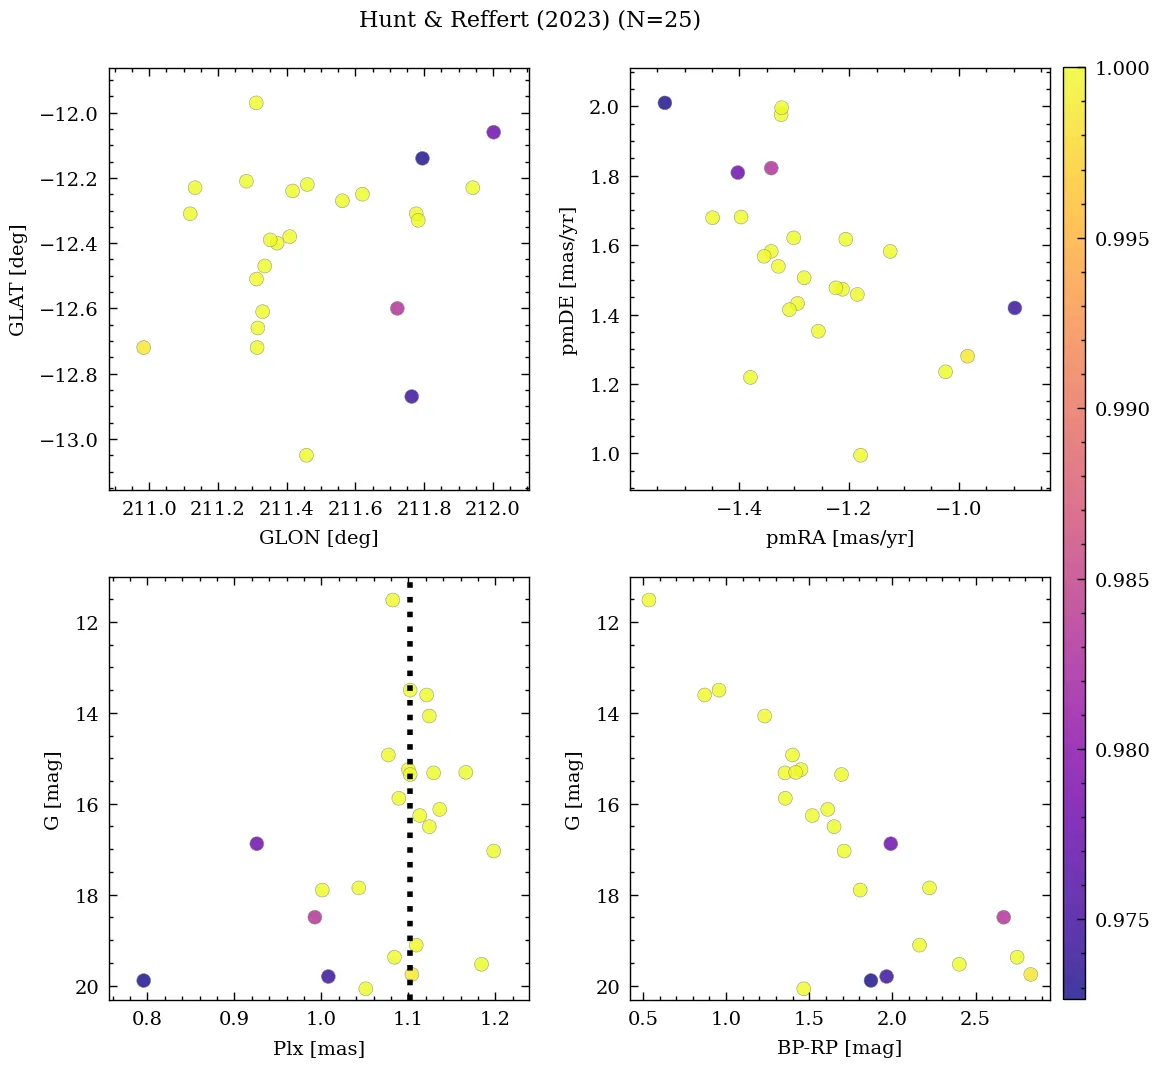 Hunt & Reffert (2023) (N=25)
−12.0
−12.2
−12.4
−12.6
−12.8
−13.0
GLAT [deg]
211.0 211.2 211.4 211.6 211.8 212.0
GLON [deg]
2.0
1.8
1.6
1.4
1.2
1.0
pmDE [mas/yr]
−1.4 −1.2 −1.0
pmRA [mas/yr]
12
14
16
18
20
G [mag]
0.8 0.9 1.0 1.1 1.2
Plx [mas]
12
14
16
18
20
G [mag]
0.5 1.0 1.5 2.0 2.5
BP-RP [mag]
1.000
0.995
0.990
0.985
0.980
0.975